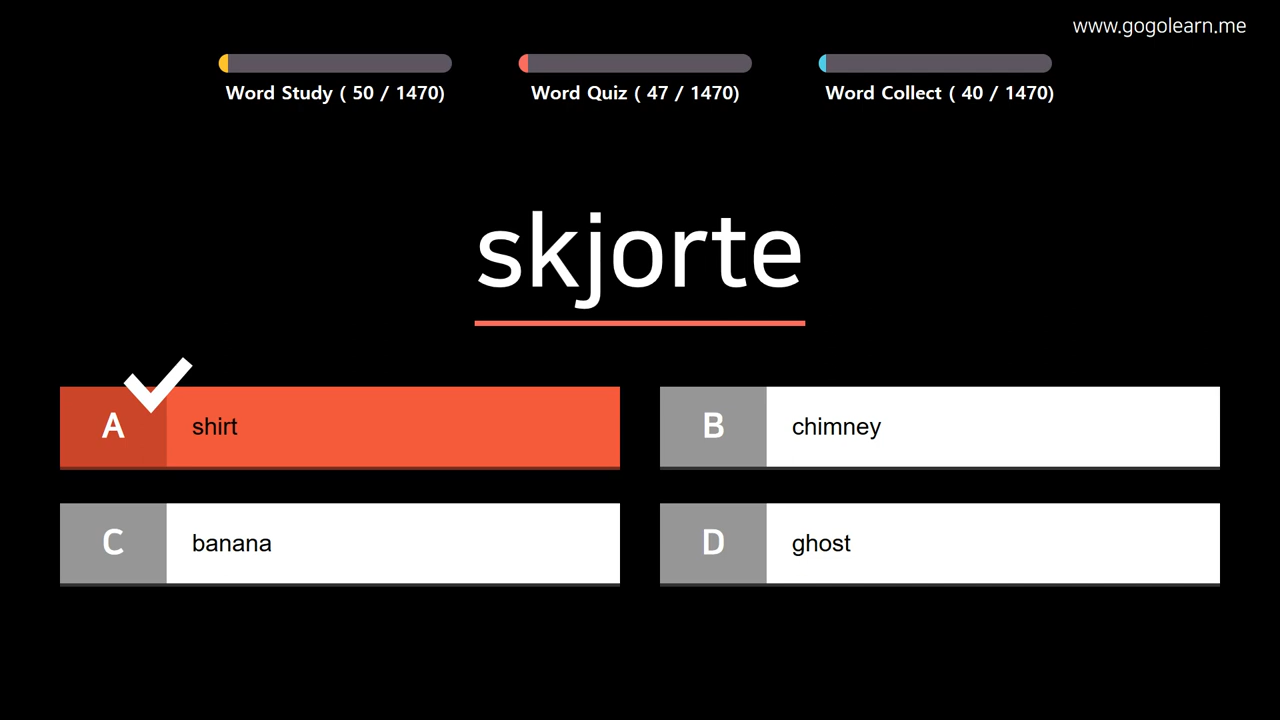 www.gogolearn.me
Word Study ( 50 / 1470)
Word Quiz ( 47 / 1470)
Word Collect ( 40 / 1470)
skjorte
A shirt
B chimney
C banana
D ghost